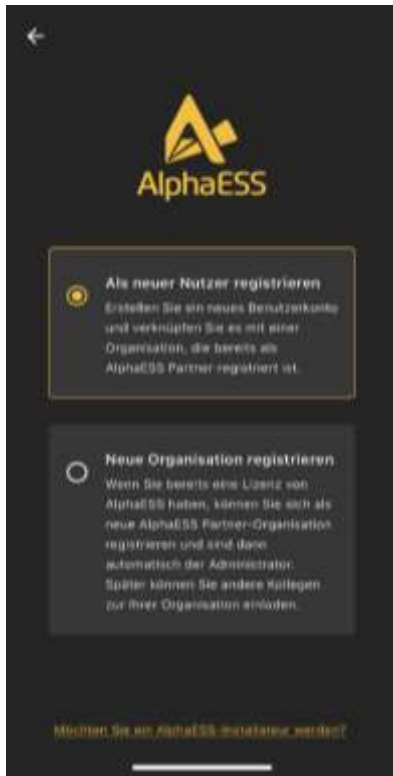 AlphaESS
Als neuer Nutzer registrieren
Erstellen Sie ein neues Benutzerkonto
und verknüpfen Sie es mit einer
Organisation, die bereits als
AlphaESS Partner registriert ist.
Neue Organisation registrieren
Wenn Sie bereits eine Lizenz von
AlphaESS haben, können Sie sich als
neue AlphaESS Partner-Organisation
registrieren und sind dann
automatisch der Administrator.
Später können Sie andere Kollegen
zur Ihrer Organisation einladen.
Möchten Sie ein AlphaESS-Installateur werden?